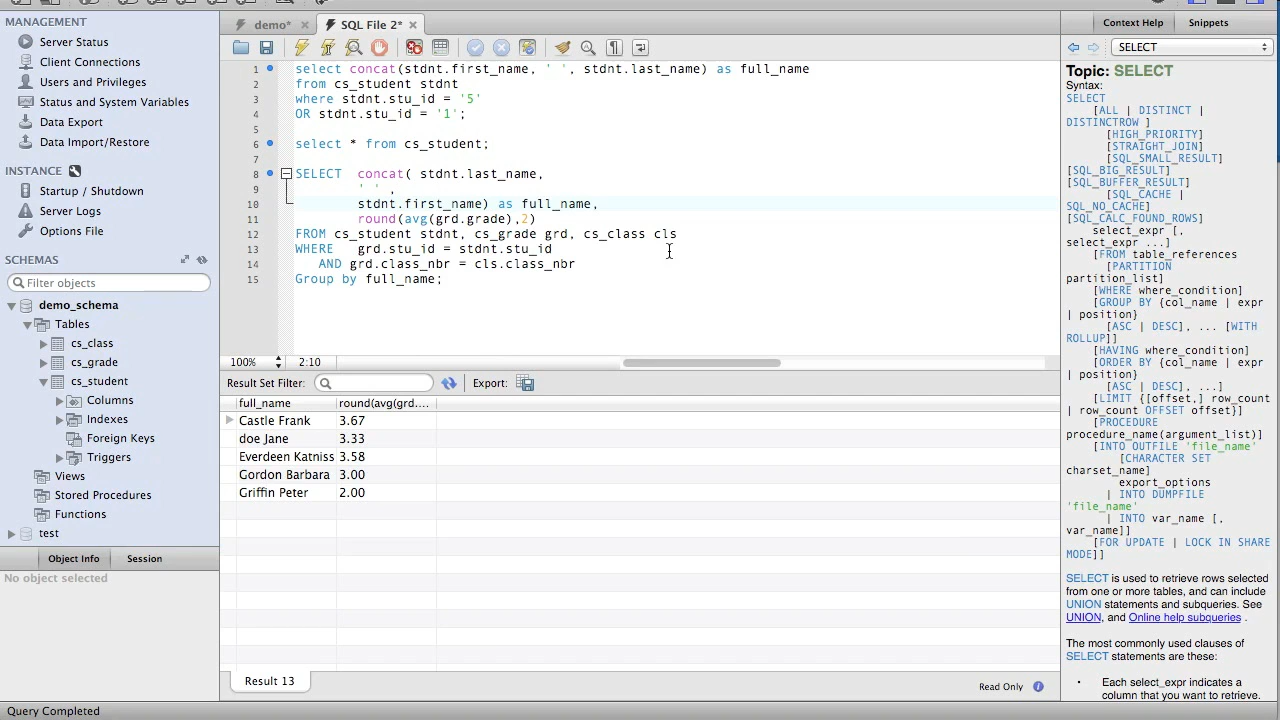 MANAGEMENT
Server Status
Client Connections
Users and Privileges
Status and System Variables
Data Export
Data Import/Restore
INSTANCE
Startup / Shutdown
Server Logs
Options File
SCHEMAS
Filter objects
demo_schema
Tables
cs_class
cs_grade
cs_student
Columns
Indexes
Foreign Keys
Triggers
Views
Stored Procedures
Functions
test
Object Info Session
No object selected
demo* SQL File 2*
1 select concat(stdnt.first_name, ' ', stdnt.last_name) as full_name
2 from cs_student stdnt
3 where stdnt.stu_id = '5'
4 OR stdnt.stu_id = '1';
5
6 select * from cs_student;
7
8 SELECT concat( stdnt.last_name,
9 ' ' ,
10 stdnt.first_name) as full_name,
11 round(avg(grd.grade),2)
12 FROM cs_student stdnt, cs_grade grd, cs_class cls
13 WHERE grd.stu_id = stdnt.stu_id
14 AND grd.class_nbr = cls.class_nbr
15 Group by full_name;
100% 2:10
Result Set Filter: Export:
full_name round(avg(grd....
Castle Frank 3.67
doe Jane 3.33
Everdeen Katniss 3.58
Gordon Barbara 3.00
Griffin Peter 2.00
Result 13
Read Only
Context Help Snippets
SELECT
Topic: SELECT
Syntax:
SELECT
[ALL | DISTINCT |
DISTINCTROW ]
[HIGH_PRIORITY]
[STRAIGHT_JOIN]
[SQL_SMALL_RESULT]
[SQL_BIG_RESULT]
[SQL_BUFFER_RESULT]
[SQL_CACHE |
SQL_NO_CACHE]
[SQL_CALC_FOUND_ROWS]
select_expr [,
select_expr ...]
[FROM table_references
[PARTITION
partition_list]
[WHERE where_condition]
[GROUP BY {col_name | expr
| position}
[ASC | DESC], ... [WITH
ROLLUP]]
[HAVING where_condition]
[ORDER BY {col_name | expr
| position}
[ASC | DESC], ...]
[LIMIT {[offset,] row_count
| row_count OFFSET offset}]
[PROCEDURE
procedure_name(argument_list)]
[INTO OUTFILE 'file_name'
[CHARACTER SET
charset_name]
export_options
| INTO DUMPFILE
'file_name'
| INTO var_name [,
var_name]]
[FOR UPDATE | LOCK IN SHARE
MODE]]
SELECT is used to retrieve rows selected
from one or more tables, and can include
UNION statements and subqueries. See
UNION, and Online help subqueries .
The most commonly used clauses of
SELECT statements are these:
• Each select_expr indicates a
column that you want to retrieve.
Query Completed